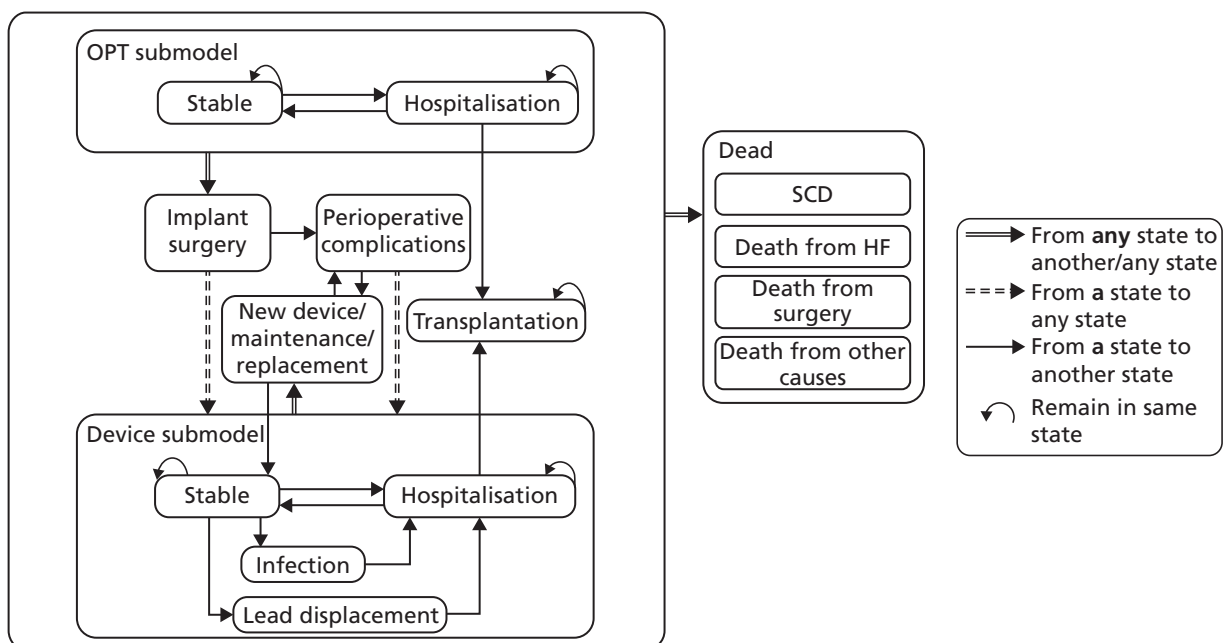 OPT submodel
Stable
Hospitalisation
Implant
surgery
Perioperative
complications
New device/
maintenance/
replacement
Transplantation
Device submodel
Stable
Hospitalisation
Infection
Lead displacement
Dead
SCD
Death from HF
Death from
surgery
Death from other
causes
From any state to
another/any state
From a state to
any state
From a state to
another state
Remain in same
state